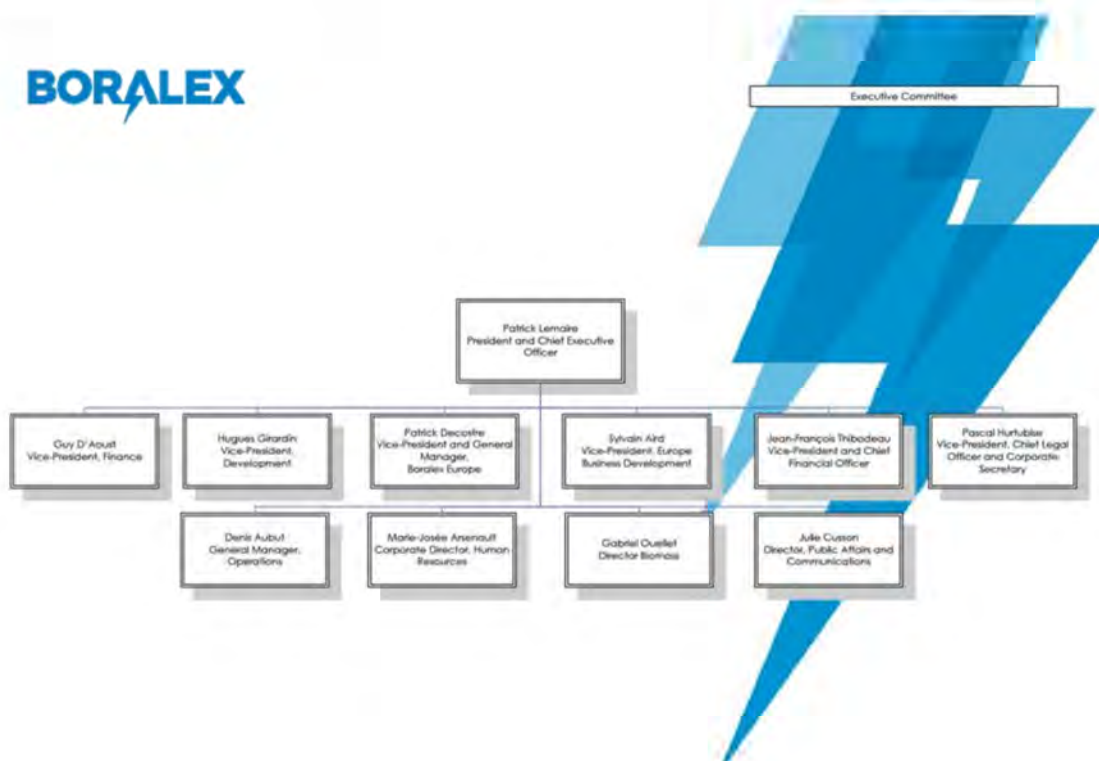 BORALEX
Executive Committee
Patrick Lemaire
President and Chief Executive
Officer
Guy D'Aoust
Vice-President, Finance
Hugues Girardin
Vice-President,
Development
Patrick Decostre
Vice-President and General
Manager,
Boralex Europe
Sylvain Aird
Vice-President, Europe
Business Development
Jean-François Thibodeau
Vice-President and Chief
Financial Officer
Pascal Hurtubise
Vice-President, Chief Legal
Officer and Corporate
Secretary
Denis Aubut
General Manager,
Operations
Marie-Josée Arsenault
Corporate Director, Human
Resources
Gabriel Ouellet
Director Biomass
Julie Cusson
Director, Public Affairs and
Communications